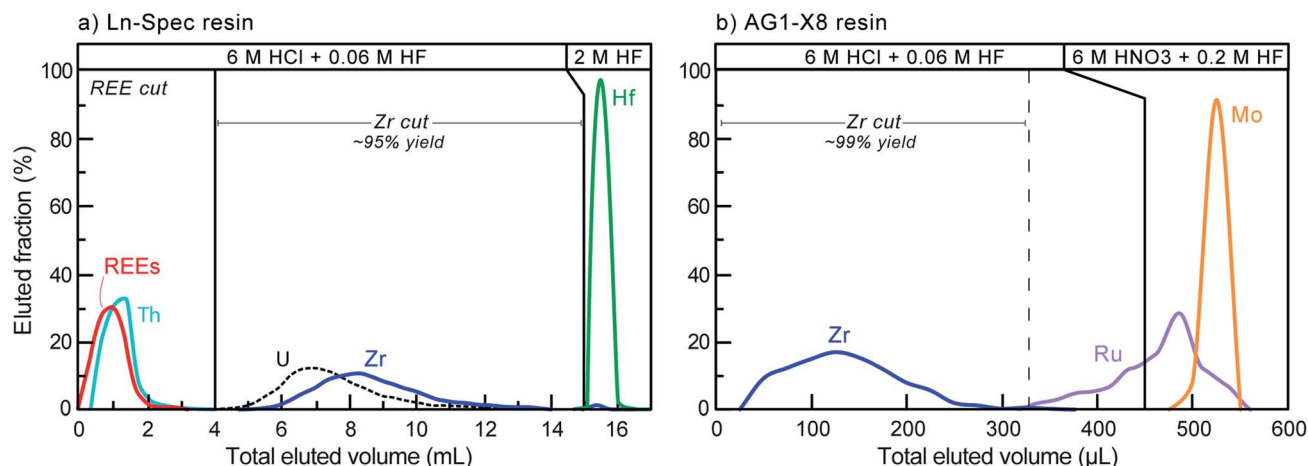 a) Ln-Spec resin
6 M HCl + 0.06 M HF
2 M HF
REE cut
Zr cut
~95% yield
Hf
REEs
Th
U
Zr
100
80
60
40
20
0
Eluted fraction (%)
0
2
4
6
8
10
12
14
16
Total eluted volume (mL)
b) AG1-X8 resin
6 M HCl + 0.06 M HF
6 M HNO3 + 0.2 M HF
Zr cut
~99% yield
Mo
Zr
Ru
100
80
60
40
20
0
0
100
200
300
400
500
600
Total eluted volume (µL)